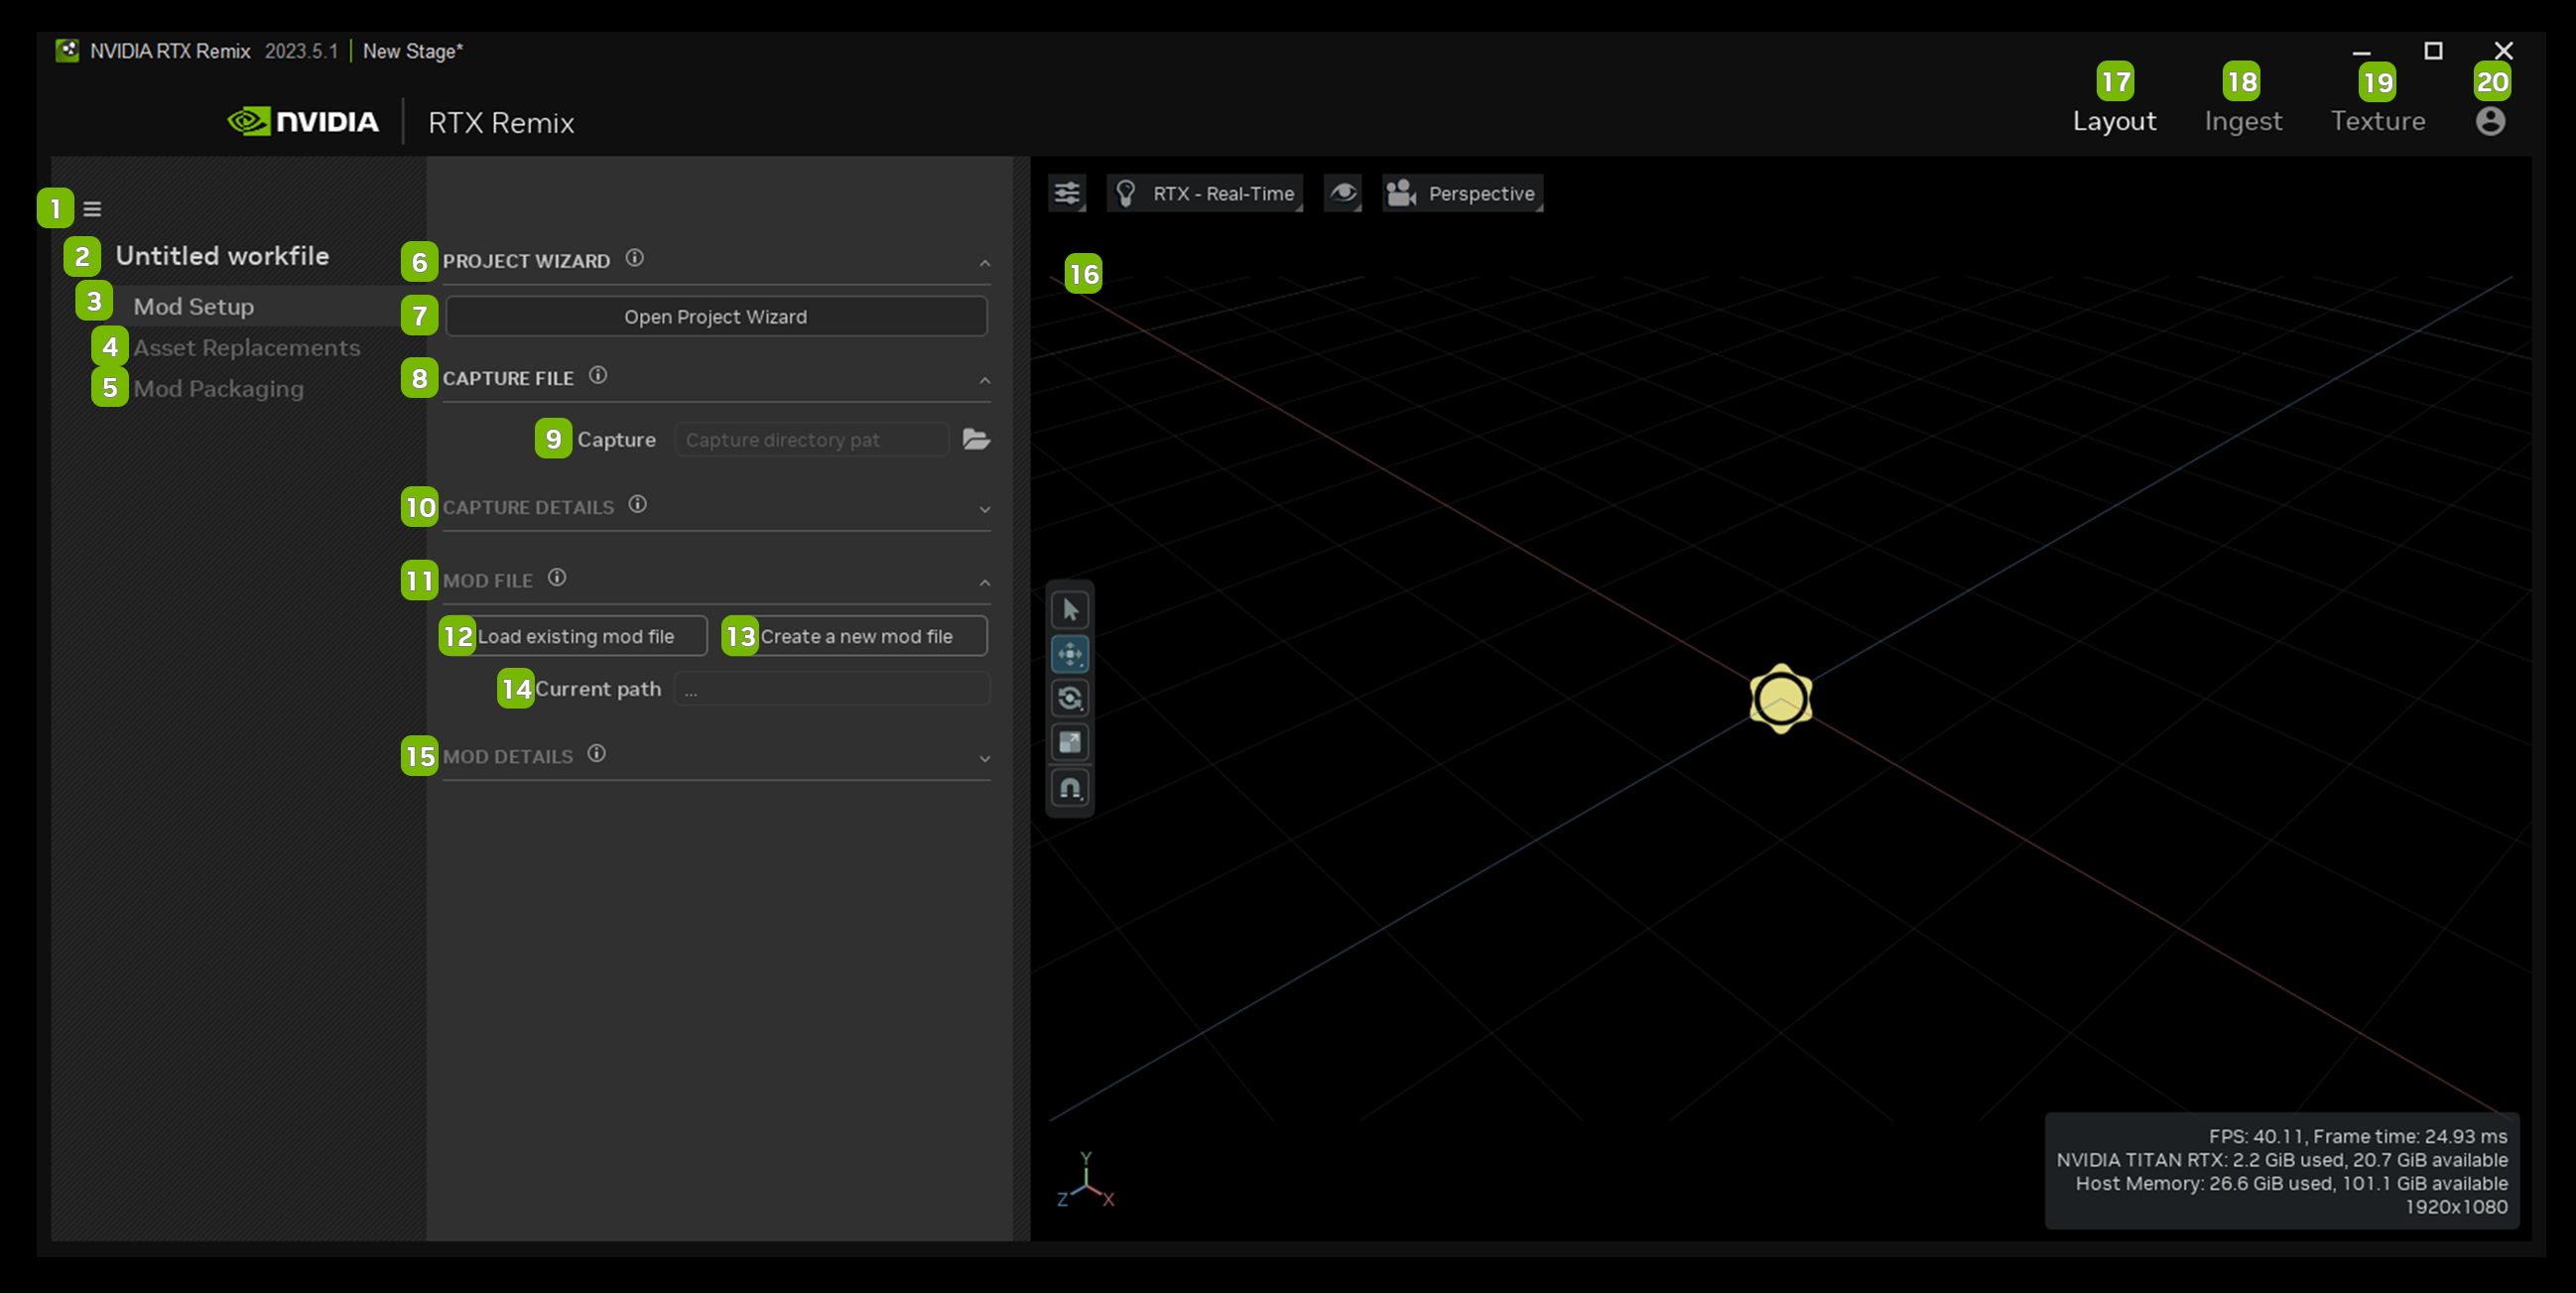 NVIDIA RTX Remix 2023.5.1 | New Stage*
NVIDIA RTX Remix
17 Layout
18 Ingest
19 Texture
20
1
2 Untitled workfile
3 Mod Setup
4 Asset Replacements
5 Mod Packaging
6 PROJECT WIZARD
7 Open Project Wizard
8 CAPTURE FILE
9 Capture Capture directory pat
10 CAPTURE DETAILS
11 MOD FILE
12 Load existing mod file 13 Create a new mod file
14 Current path ...
15 MOD DETAILS
RTX - Real-Time Perspective
16
Y
Z X
FPS: 40.11, Frame time: 24.93 ms
NVIDIA TITAN RTX: 2.2 GiB used, 20.7 GiB available
Host Memory: 26.6 GiB used, 101.1 GiB available
1920x1080